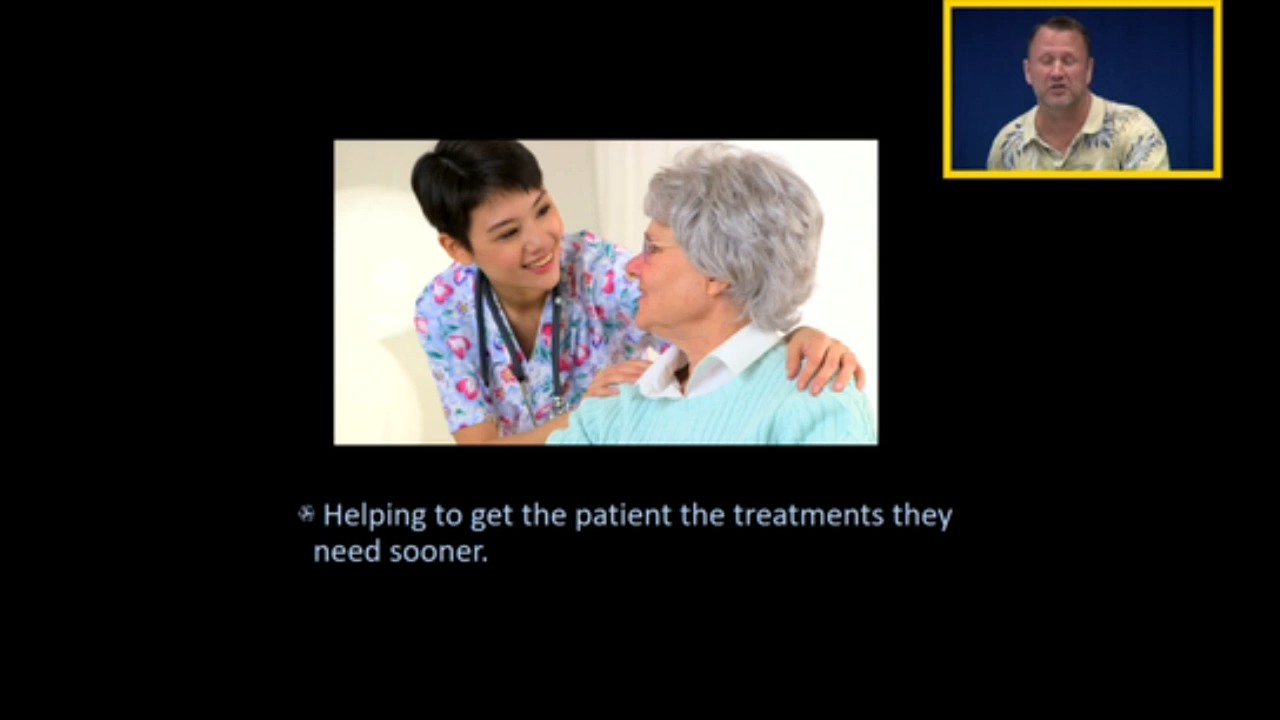 Helping to get the patient the treatments they
need sooner.